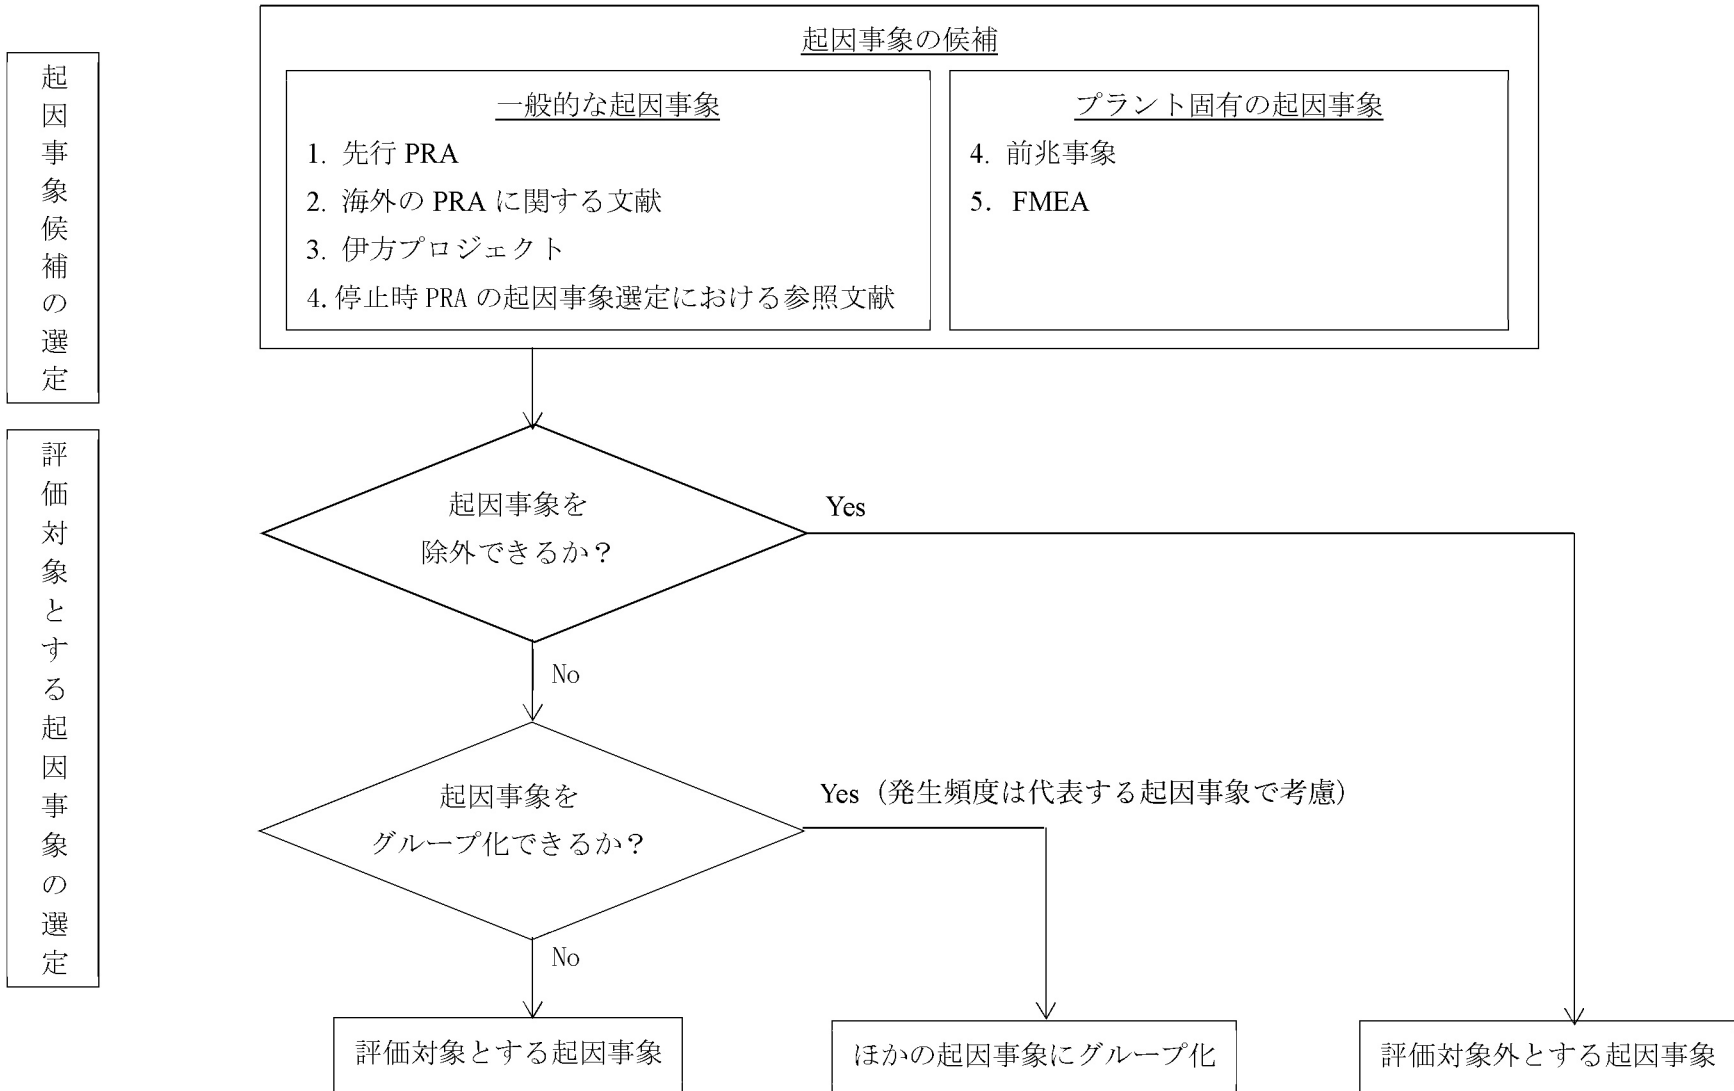 起因事象候補の選定
起因事象の候補
一般的な起因事象
1. 先行 PRA
2. 海外の PRA に関する文献
3. 伊方プロジェクト
4. 停止時 PRA の起因事象選定における参照文献
プラント固有の起因事象
4. 前兆事象
5. FMEA
評価対象とする起因事象の選定
起因事象を
除外できるか？
Yes
No
起因事象を
グループ化できるか？
Yes（発生頻度は代表する起因事象で考慮）
No
評価対象とする起因事象
ほかの起因事象にグループ化
評価対象外とする起因事象